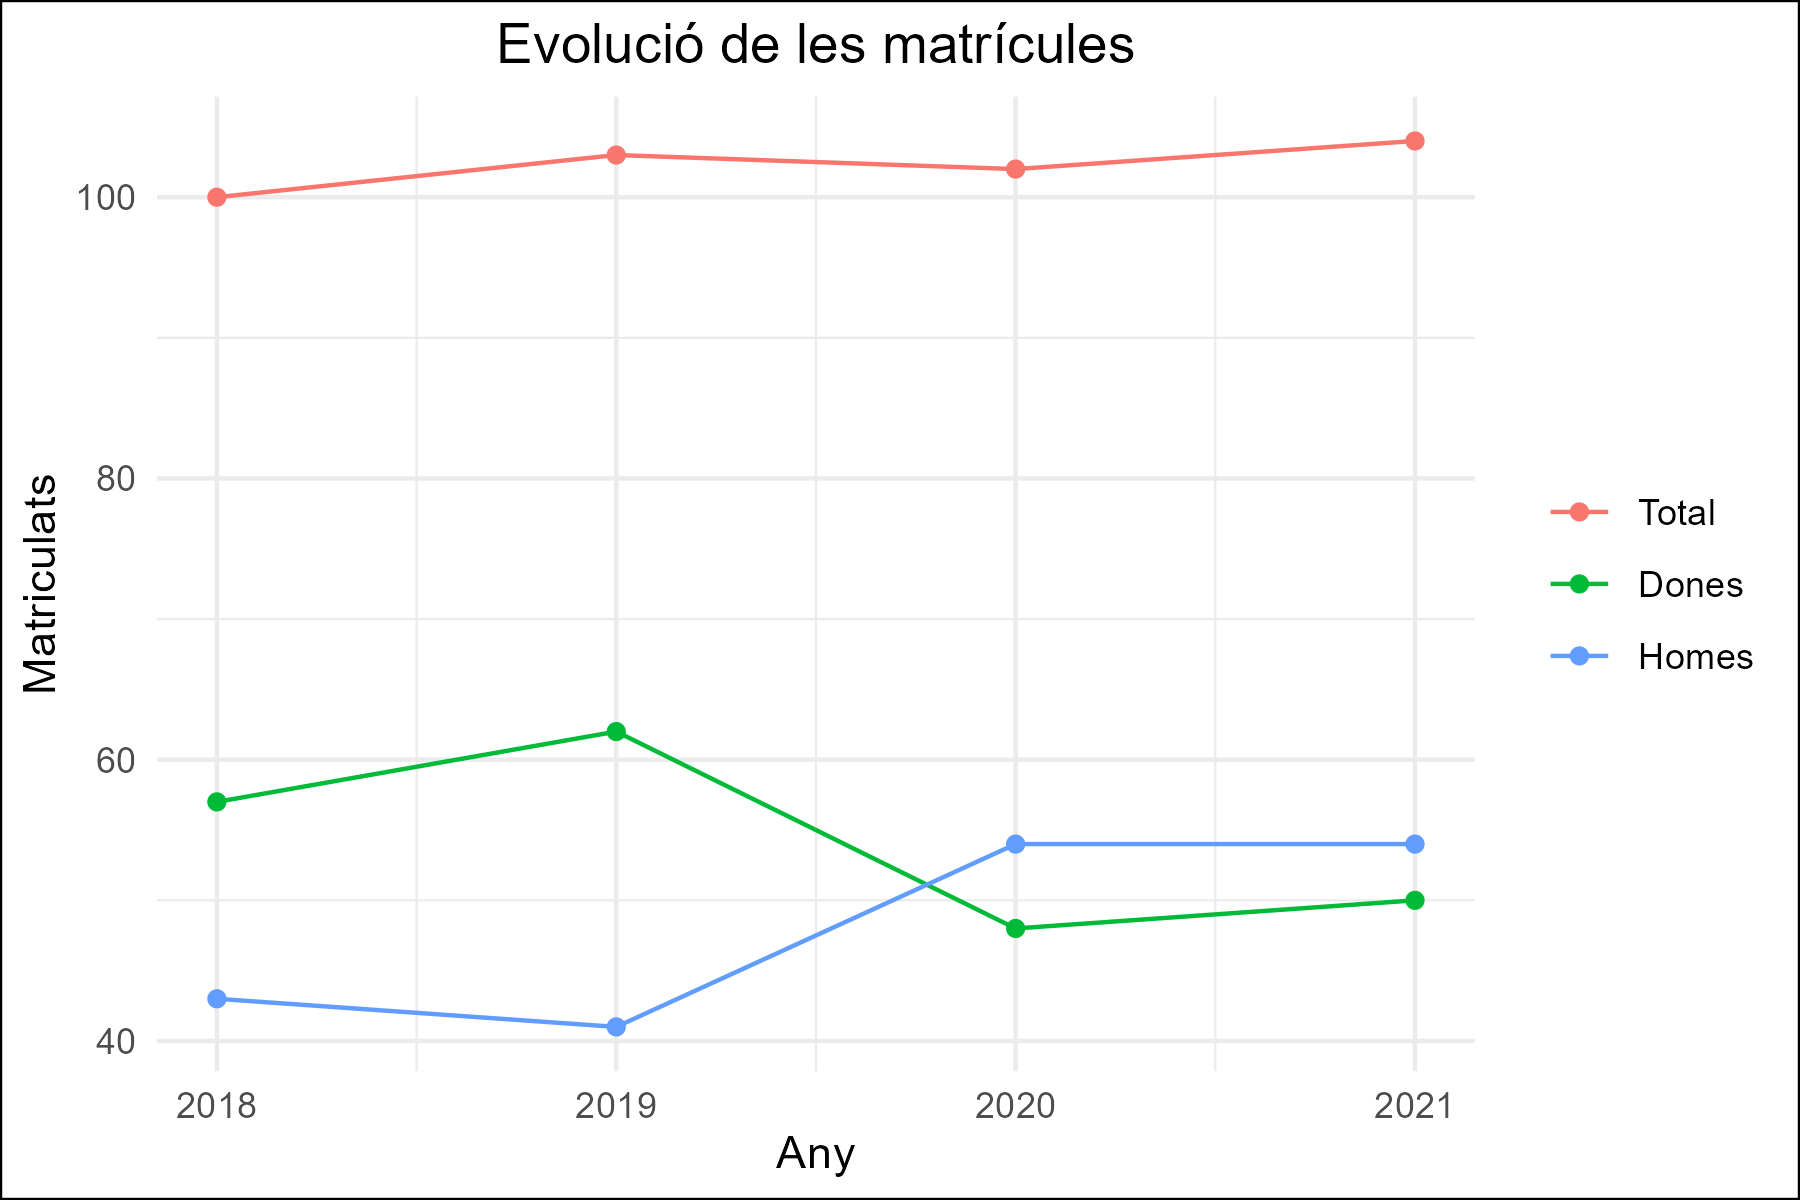 Evolució de les matrícules
Matriculats
100
80
60
40
2018 2019 2020 2021
Any
Total
Dones
Homes